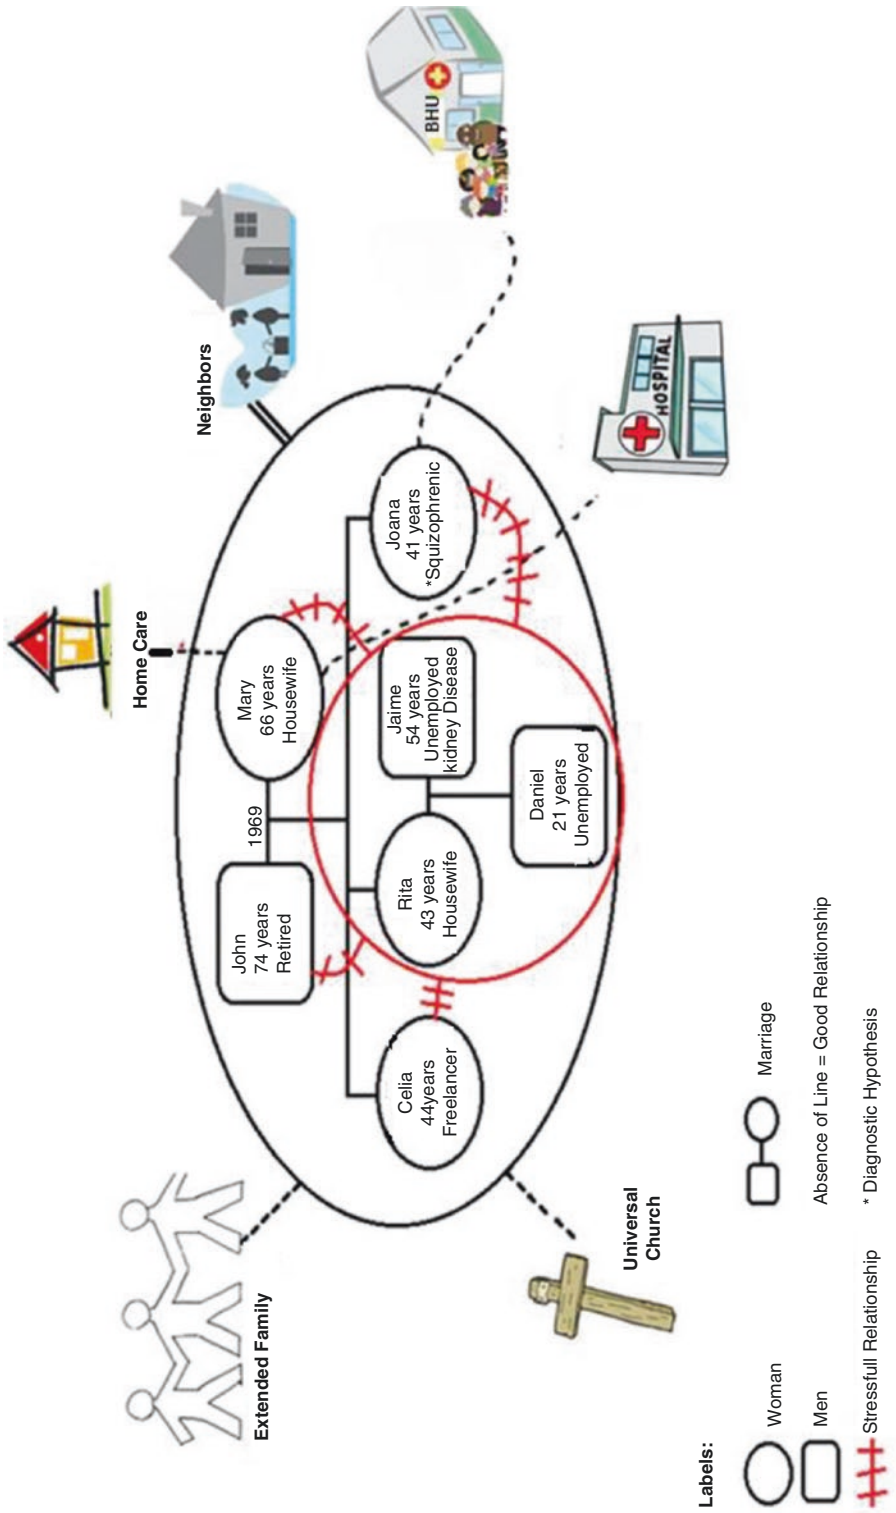 Extended Family
Home Care
Neighbors
BHU
John
74 years
Retired
1969
Mary
66 years
Housewife
Celia
44years
Freelancer
Rita
43 years
Housewife
Jaime
54 years
Unemployed
kidney Disease
Joana
41 years
*Squizophrenic
Daniel
21 years
Unemployed
HOSPITAL
Universal
Church
Labels:
Woman
Men
Stressfull Relationship
Marriage
Absence of Line = Good Relationship
* Diagnostic Hypothesis